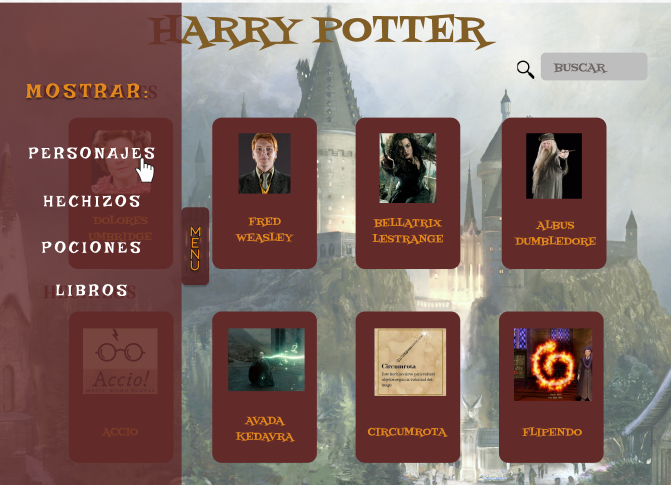 HARRY POTTER
BUSCAR
MOSTRAR:
PERSONAJES
HECHIZOS
POCIONES
LIBROS
MENU
DOLORES
UMBRIDGE
FRED
WEASLEY
BELLATRIX
LESTRANGE
ALBUS
DUMBLEDORE
Accio!
ACCIO
AVADA
KEDAVRA
Circumrota
CIRCUMROTA
FLIPENDO